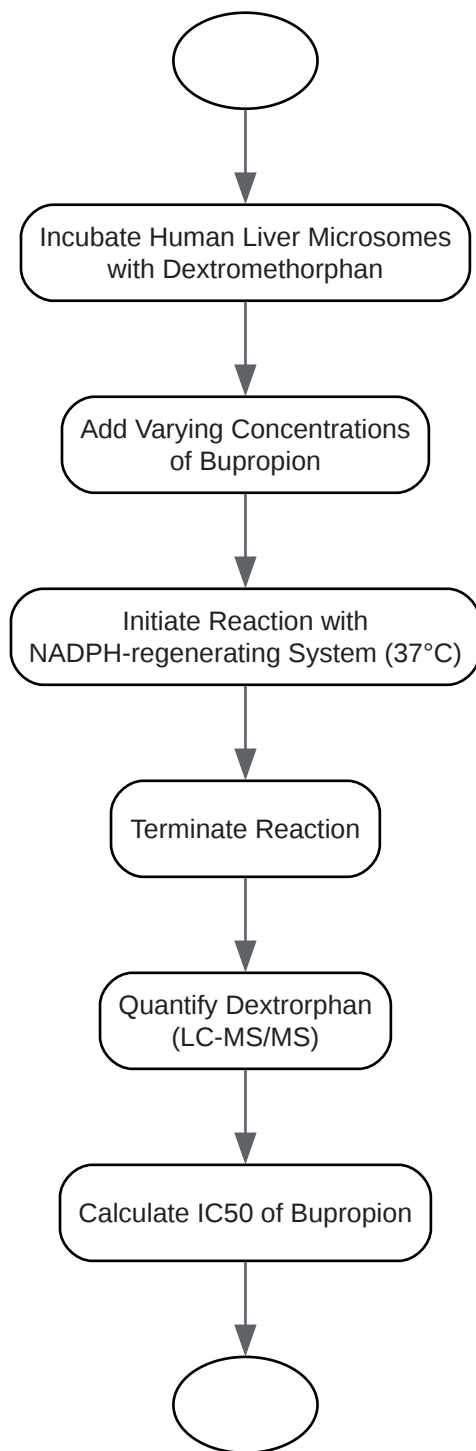 Incubate Human Liver Microsomes
with Dextromethorphan
Add Varying Concentrations
of Bupropion
Initiate Reaction with
NADPH-regenerating System (37°C)
Terminate Reaction
Quantify Dextrorphan
(LC-MS/MS)
Calculate IC50 of Bupropion